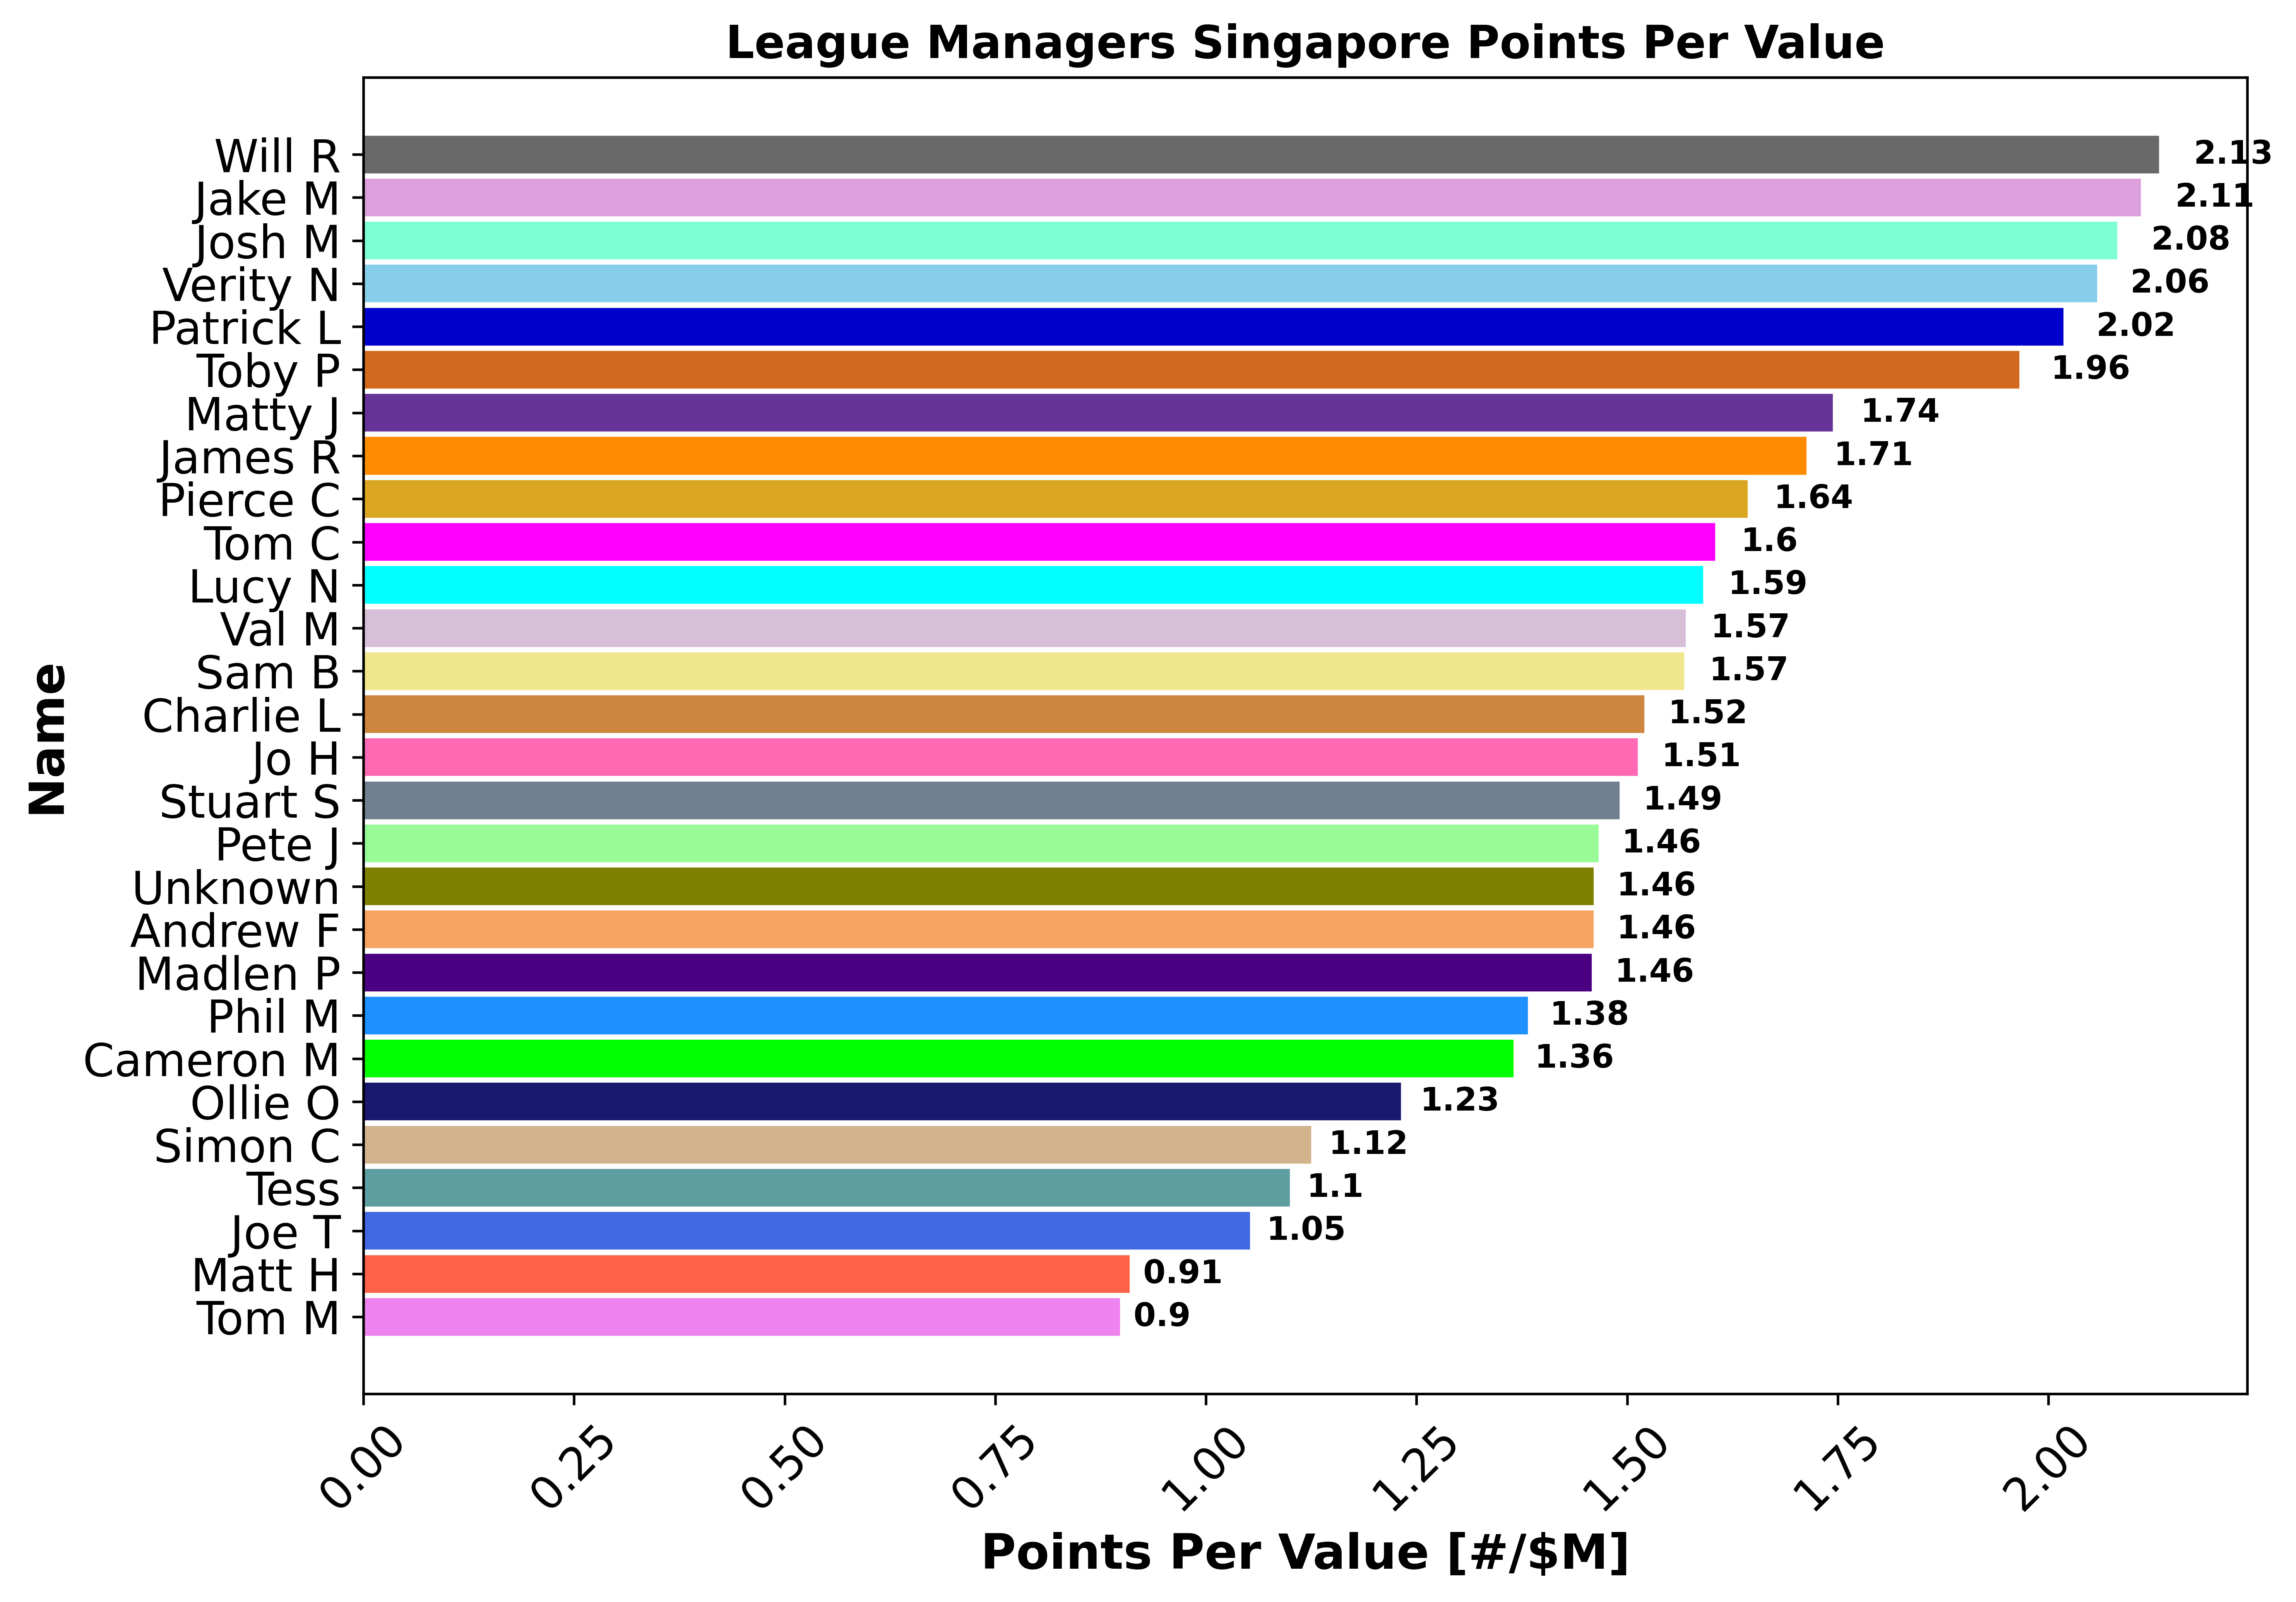 League Managers Singapore Points Per Value
Will R 2.13
Jake M 2.11
Josh M 2.08
Verity N 2.06
Patrick L 2.02
Toby P 1.96
Matty J 1.74
James R 1.71
Pierce C 1.64
Tom C 1.6
Lucy N 1.59
Val M 1.57
Sam B 1.57
Charlie L 1.52
Jo H 1.51
Stuart S 1.49
Pete J 1.46
Unknown 1.46
Andrew F 1.46
Madlen P 1.46
Phil M 1.38
Cameron M 1.36
Ollie O 1.23
Simon C 1.12
Tess 1.1
Joe T 1.05
Matt H 0.91
Tom M 0.9
Name
0.00 0.25 0.50 0.75 1.00 1.25 1.50 1.75 2.00
Points Per Value [#/$M]